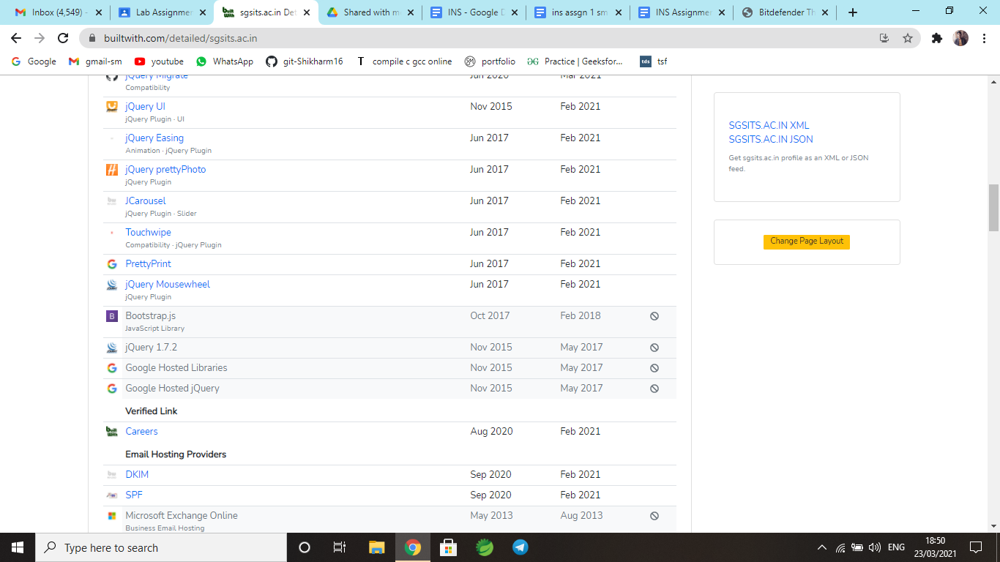 Inbox (4,549) -
Lab Assignmer
sgsits.ac.in Det
Shared with m
INS - Google D
ins assgn 1 sm
INS Assignmer
Bitdefender Th
builtwith.com/detailed/sgsits.ac.in
Google
gmail-sm
youtube
WhatsApp
git-Shikharm16
compile c gcc online
portfolio
Practice | Geeksfor...
tds
tsf
jQuery Migrate Jun 2020 Mar 2021
Compatibility
jQuery UI Nov 2015 Feb 2021
jQuery Plugin · UI
jQuery Easing Jun 2017 Feb 2021
Animation · jQuery Plugin
jQuery prettyPhoto Jun 2017 Feb 2021
jQuery Plugin
JCarousel Jun 2017 Feb 2021
jQuery Plugin · Slider
Touchwipe Jun 2017 Feb 2021
Compatibility · jQuery Plugin
PrettyPrint Jun 2017 Feb 2021
jQuery Mousewheel Jun 2017 Feb 2021
jQuery Plugin
Bootstrap.js Oct 2017 Feb 2018
JavaScript Library
jQuery 1.7.2 Nov 2015 May 2017
Google Hosted Libraries Nov 2015 May 2017
Google Hosted jQuery Nov 2015 May 2017
Verified Link
Careers Aug 2020 Feb 2021
Email Hosting Providers
DKIM Sep 2020 Feb 2021
SPF Sep 2020 Feb 2021
Microsoft Exchange Online May 2013 Aug 2013
Business Email Hosting
SGSITS.AC.IN XML
SGSITS.AC.IN JSON
Get sgsits.ac.in profile as an XML or JSON
feed.
Change Page Layout
Type here to search
ENG
18:50
23/03/2021